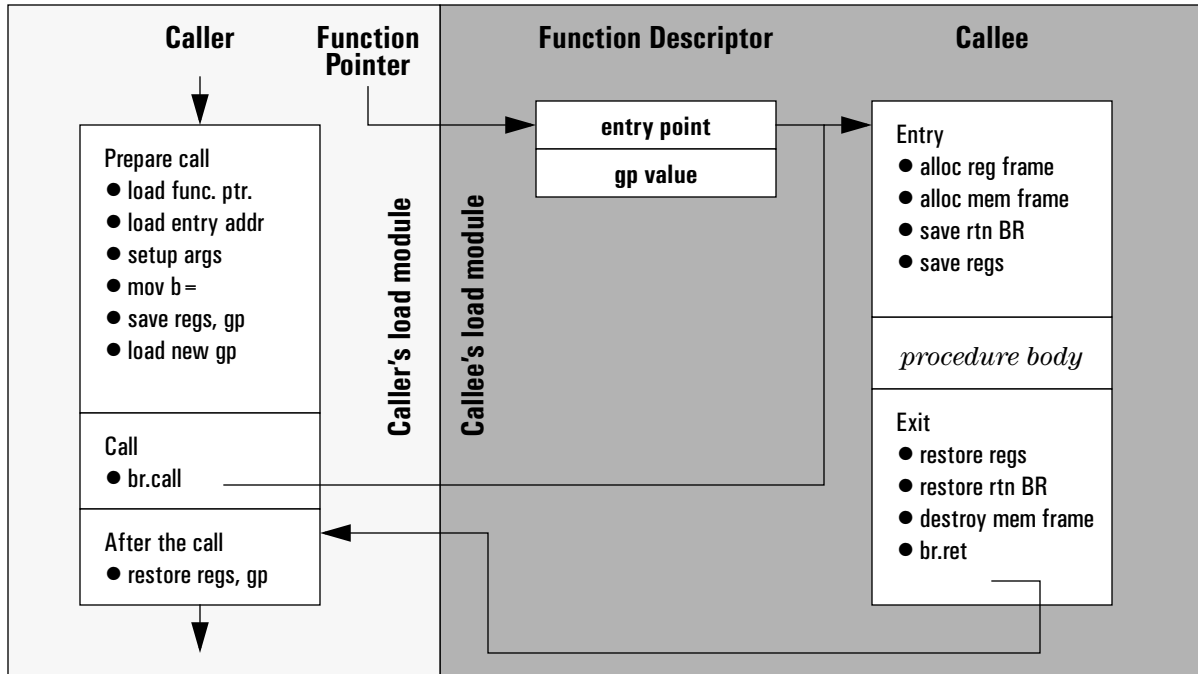 Caller
Function
Pointer
Function Descriptor
Callee
Prepare call
● load func. ptr.
● load entry addr
● setup args
● mov b=
● save regs, gp
● load new gp
Call
● br.call
After the call
● restore regs, gp
Caller's load module
Callee's load module
entry point
gp value
Entry
● alloc reg frame
● alloc mem frame
● save rtn BR
● save regs
procedure body
Exit
● restore regs
● restore rtn BR
● destroy mem frame
● br.ret